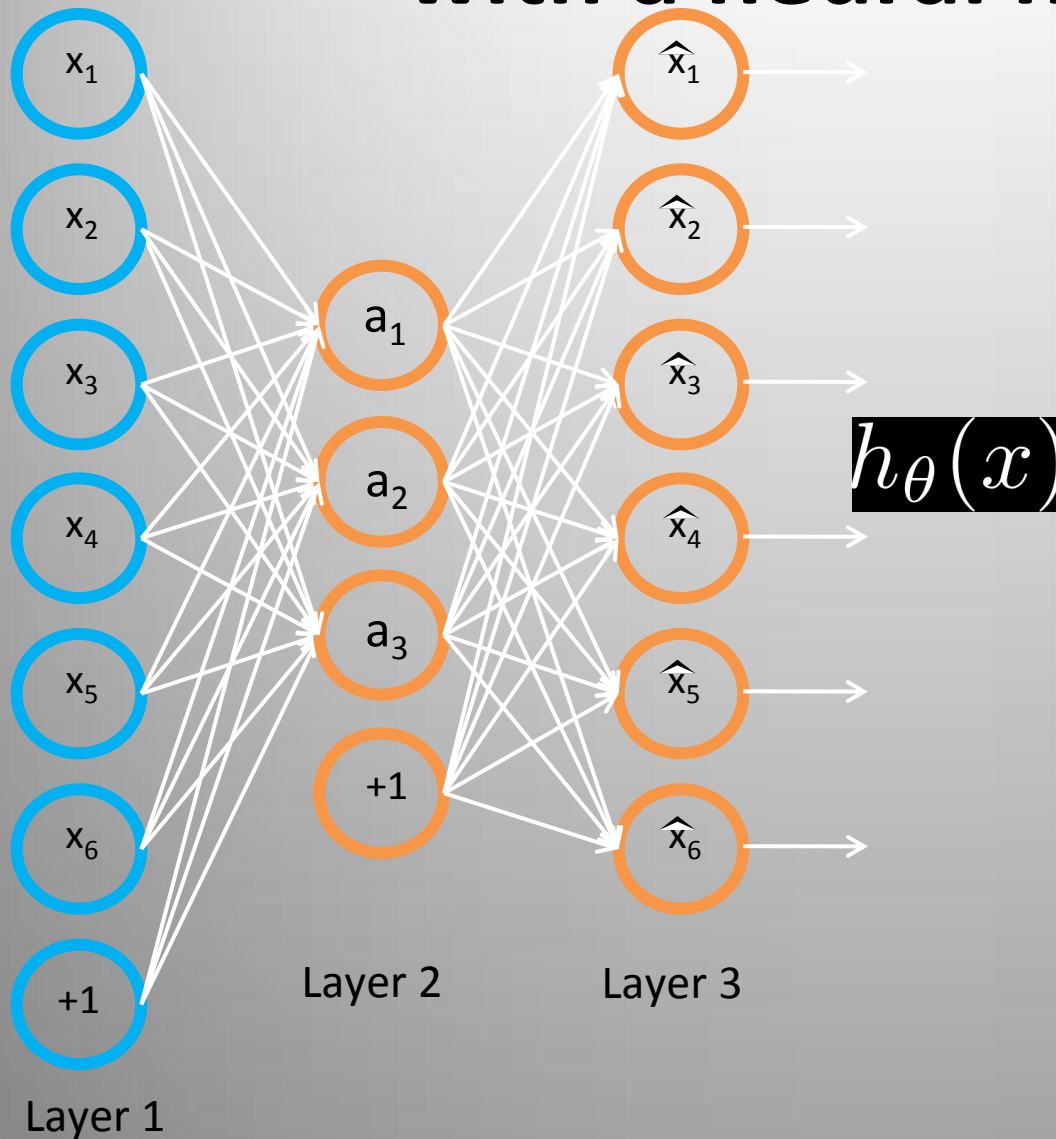 x₁
x₂
x₃
x₄
x₅
x₆
+1
Layer 1
a₁
a₂
a₃
+1
Layer 2
x̂₁
x̂₂
x̂₃
x̂₄
x̂₅
x̂₆
Layer 3
h_θ(x)